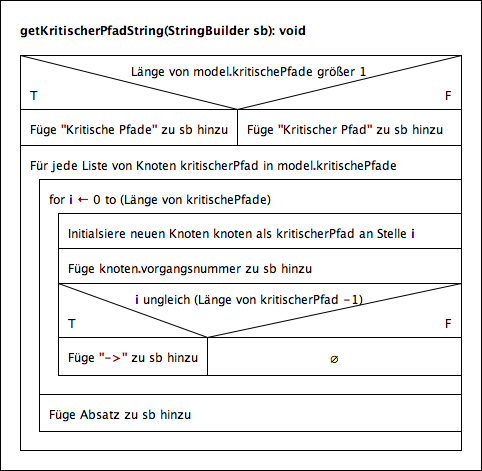 getKritischerPfadString(StringBuilder sb): void
Länge von model.kritischePfade größer 1
T F
Füge "Kritische Pfade" zu sb hinzu Füge "Kritischer Pfad" zu sb hinzu
Für jede Liste von Knoten kritischerPfad in model.kritischePfade
for i ← 0 to (Länge von kritischePfade)
Initialsiere neuen Knoten knoten als kritischerPfad an Stelle i
Füge knoten.vorgangsnummer zu sb hinzu
i ungleich (Länge von kritischerPfad -1)
T F
Füge "->" zu sb hinzu ∅
Füge Absatz zu sb hinzu